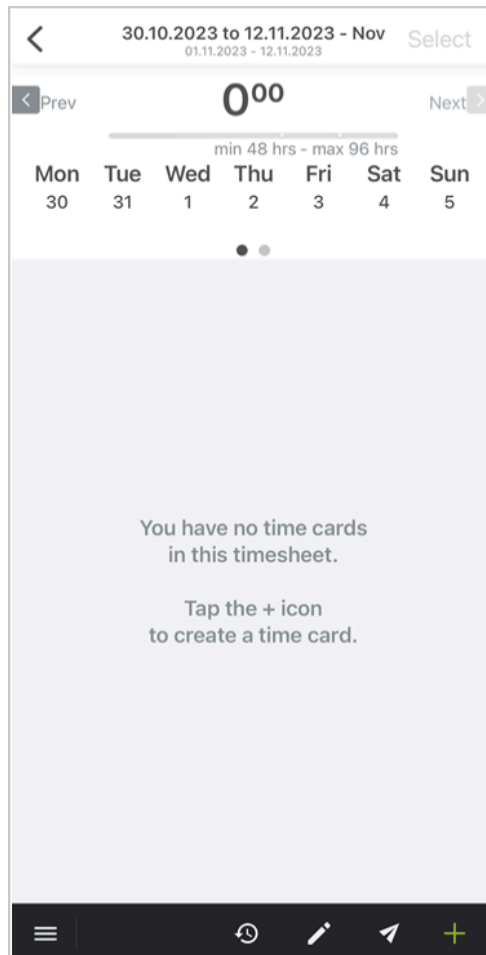 30.10.2023 to 12.11.2023 - Nov
Select
01.11.2023 - 12.11.2023
Prev
0⁰⁰
Next
min 48 hrs - max 96 hrs
Mon Tue Wed Thu Fri Sat Sun
30 31 1 2 3 4 5
You have no time cards
in this timesheet.
Tap the + icon
to create a time card.